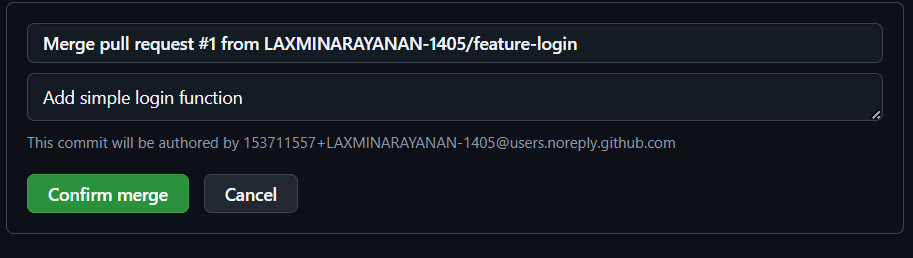 Merge pull request #1 from LAXMINARAYANAN-1405/feature-login
Add simple login function
This commit will be authored by 153711557+LAXMINARAYANAN-1405@users.noreply.github.com
Confirm merge
Cancel